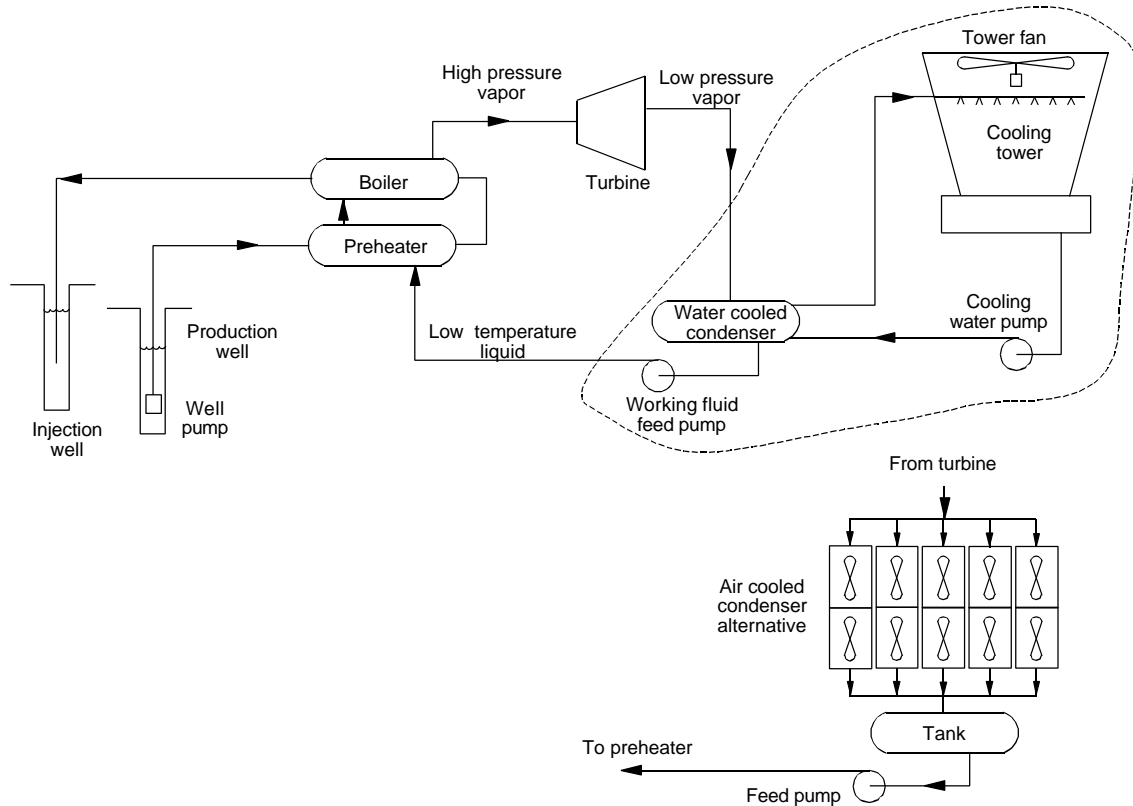 Tower fan
High pressure
vapor
Low pressure
vapor
Cooling
tower
Turbine
Boiler
Preheater
Production
well
Low temperature
liquid
Water cooled
condenser
Cooling
water pump
Well
pump
Injection
well
Working fluid
feed pump
From turbine
Air cooled
condenser
alternative
Tank
To preheater
Feed pump